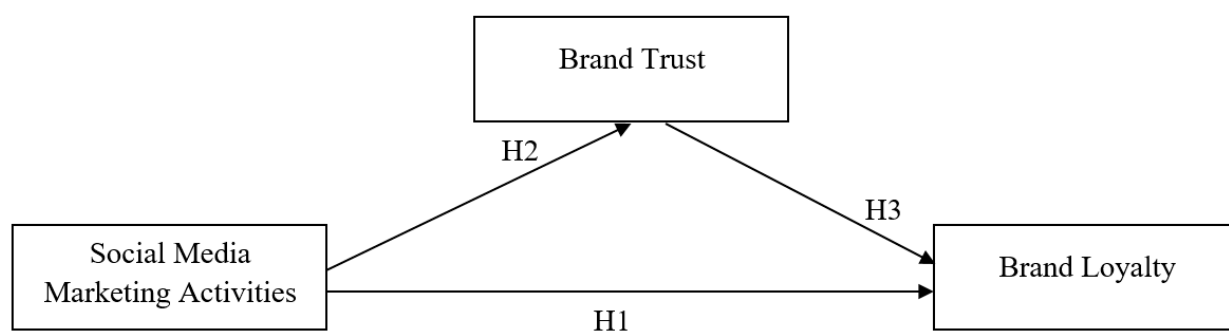 Brand Trust
H2
H3
Social Media
Marketing Activities
Brand Loyalty
H1